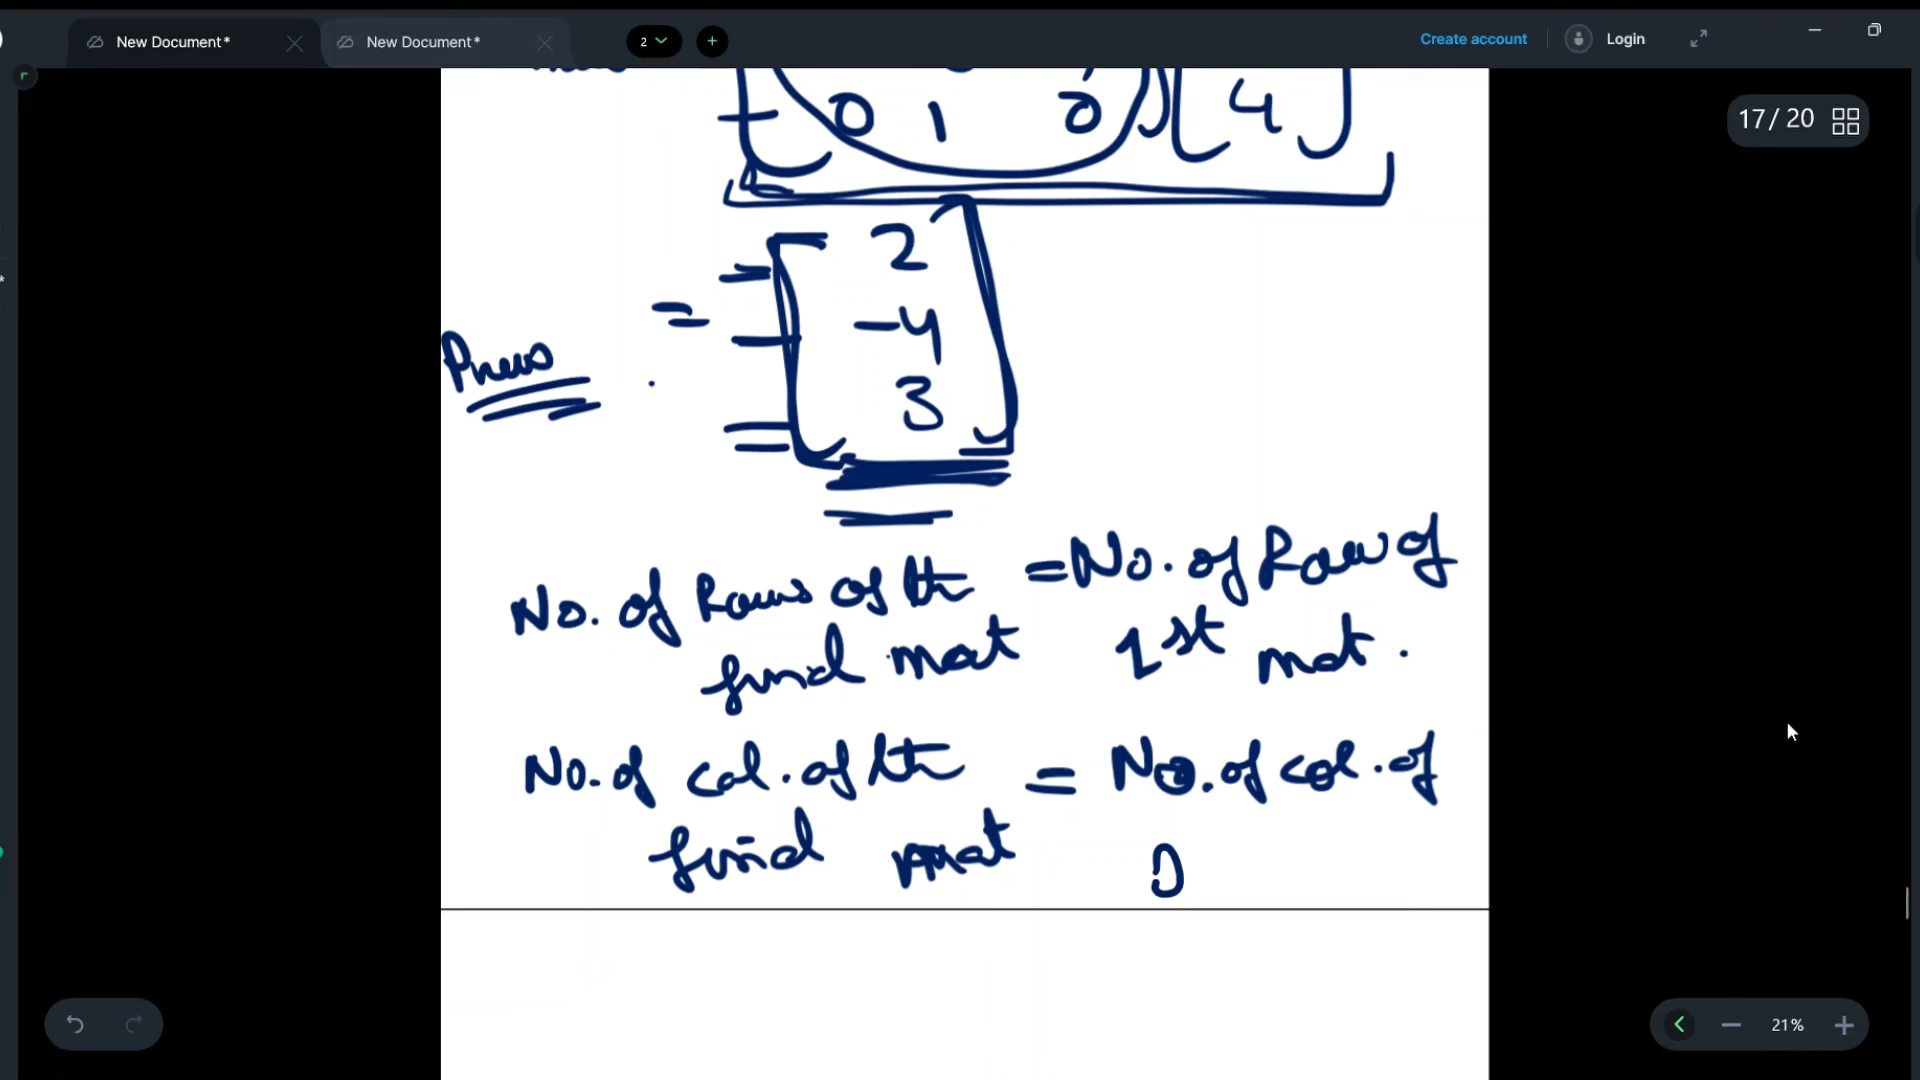 New Document* New Document* 2 Create account Login
17/ 20
0 1 0 4
2
= -4
3
No. of Rows of the = No. of Row of
final mat 1st mat.
No. of col. of the = No. of col. of
final mat
21%